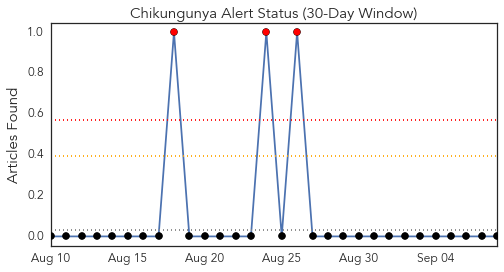 Chikungunya Alert Status (30-Day Window)
1.0
0.8
0.6
0.4
0.2
0.0
Articles Found
Aug 10 Aug 15 Aug 20 Aug 25 Aug 30 Sep 04